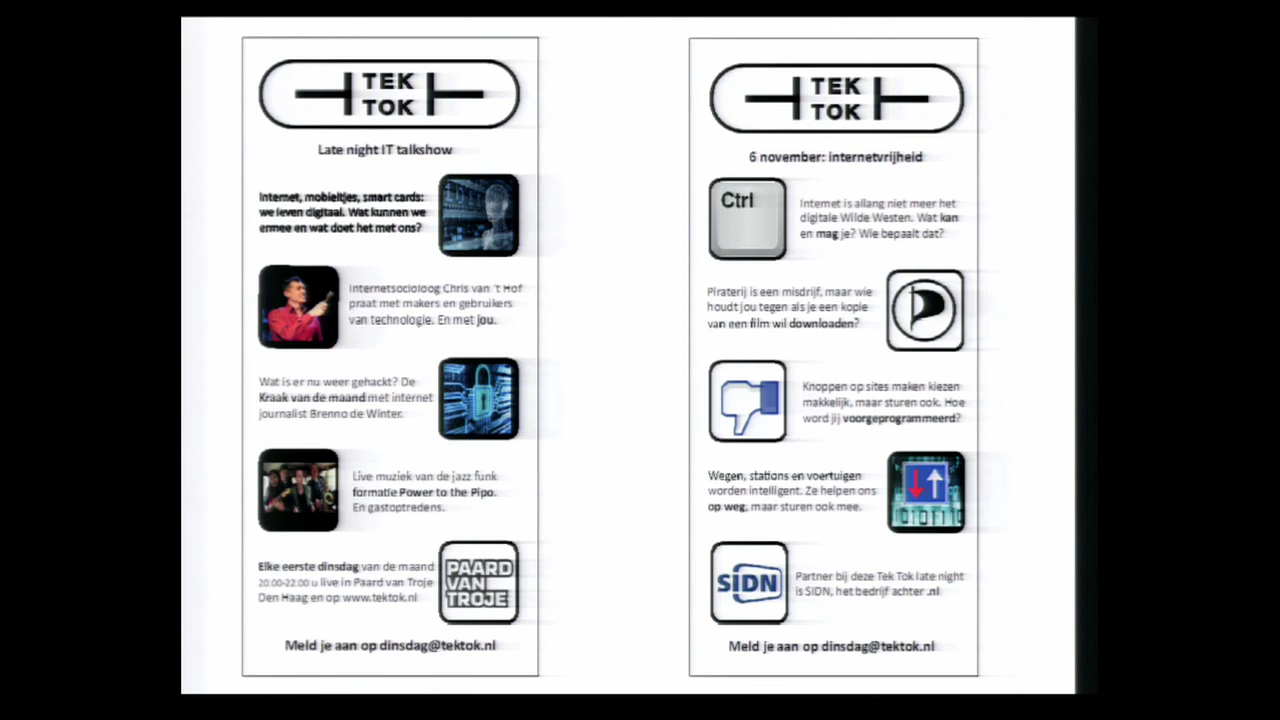 TEK
TOK
Late night IT talkshow
Internet, mobieltjes, smart cards:
we leven digitaal. Wat kunnen we
ermee en wat doet het met ons?
Internetsocioloog Chris van 't Hof
praat met makers en gebruikers
van technologie. En met jou.
Wat is er nu weer gehackt? De
Kraak van de maand met internet
journalist Brenno de Winter.
Live muziek van de jazz funk
formatie Power to the Pipo.
En gastoptredens.
Elke eerste dinsdag van de maand
20.00-22.00 u live in Paard van Troje
Den Haag en op www.tektok.nl
PAARD
VAN
TROJE
Meld je aan op dinsdag@tektok.nl
TEK
TOK
6 november: internetvrijheid
Ctrl
Internet is allang niet meer het
digitale Wilde Westen. Wat kan
en mag je? Wie bepaalt dat?
Piraterij is een misdrijf, maar wie
houdt jou tegen als je een kopie
van een film wil downloaden?
Knoppen op sites maken kiezen
makkelijk, maar sturen ook. Hoe
word jij voorgeprogrammeerd?
Wegen, stations en voertuigen
worden intelligent. Ze helpen ons
op weg, maar sturen ook mee.
SIDN
Partner bij deze Tek Tok late night
is SIDN, het bedrijf achter .nl
Meld je aan op dinsdag@tektok.nl